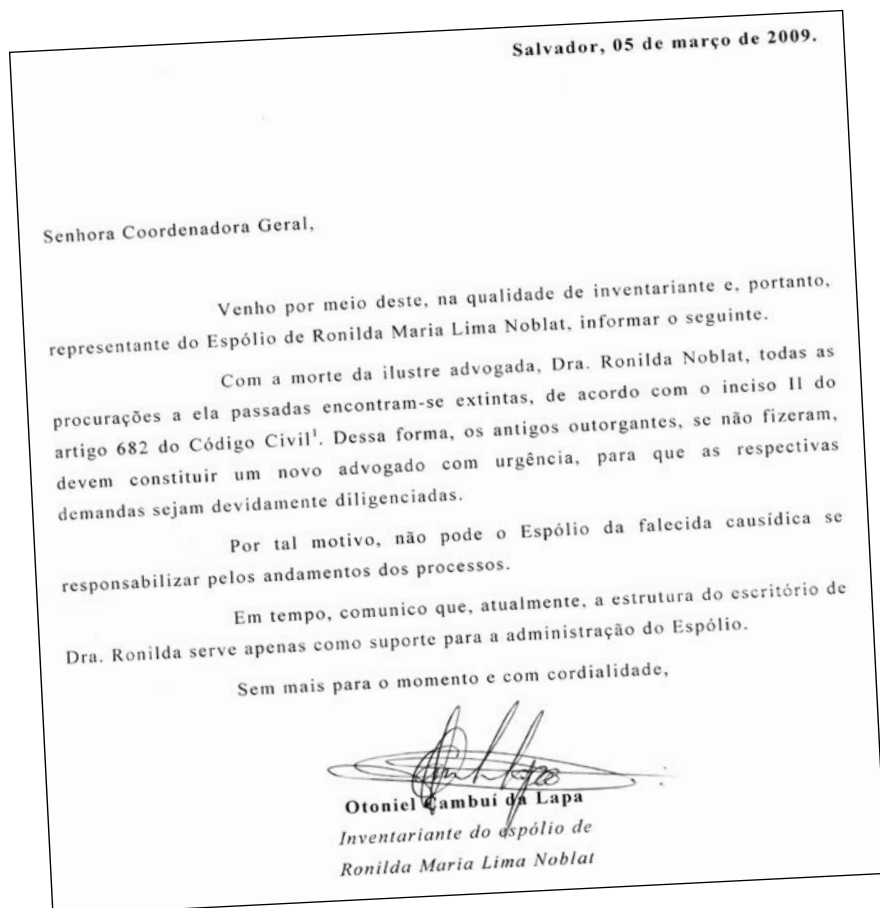 Salvador, 05 de março de 2009.
Senhora Coordenadora Geral,
Venho por meio deste, na qualidade de inventariante e, portanto,
representante do Espólio de Ronilda Maria Lima Noblat, informar o seguinte.
Com a morte da ilustre advogada, Dra. Ronilda Noblat, todas as
procurações a ela passadas encontram-se extintas, de acordo com o inciso II do
artigo 682 do Código Civil¹. Dessa forma, os antigos outorgantes, se não fizeram,
devem constituir um novo advogado com urgência, para que as respectivas
demandas sejam devidamente diligenciadas.
Por tal motivo, não pode o Espólio da falecida causídica se
responsabilizar pelos andamentos dos processos.
Em tempo, comunico que, atualmente, a estrutura do escritório de
Dra. Ronilda serve apenas como suporte para a administração do Espólio.
Sem mais para o momento e com cordialidade,
Otoniel Cambuí da Lapa
Inventariante do espólio de
Ronilda Maria Lima Noblat